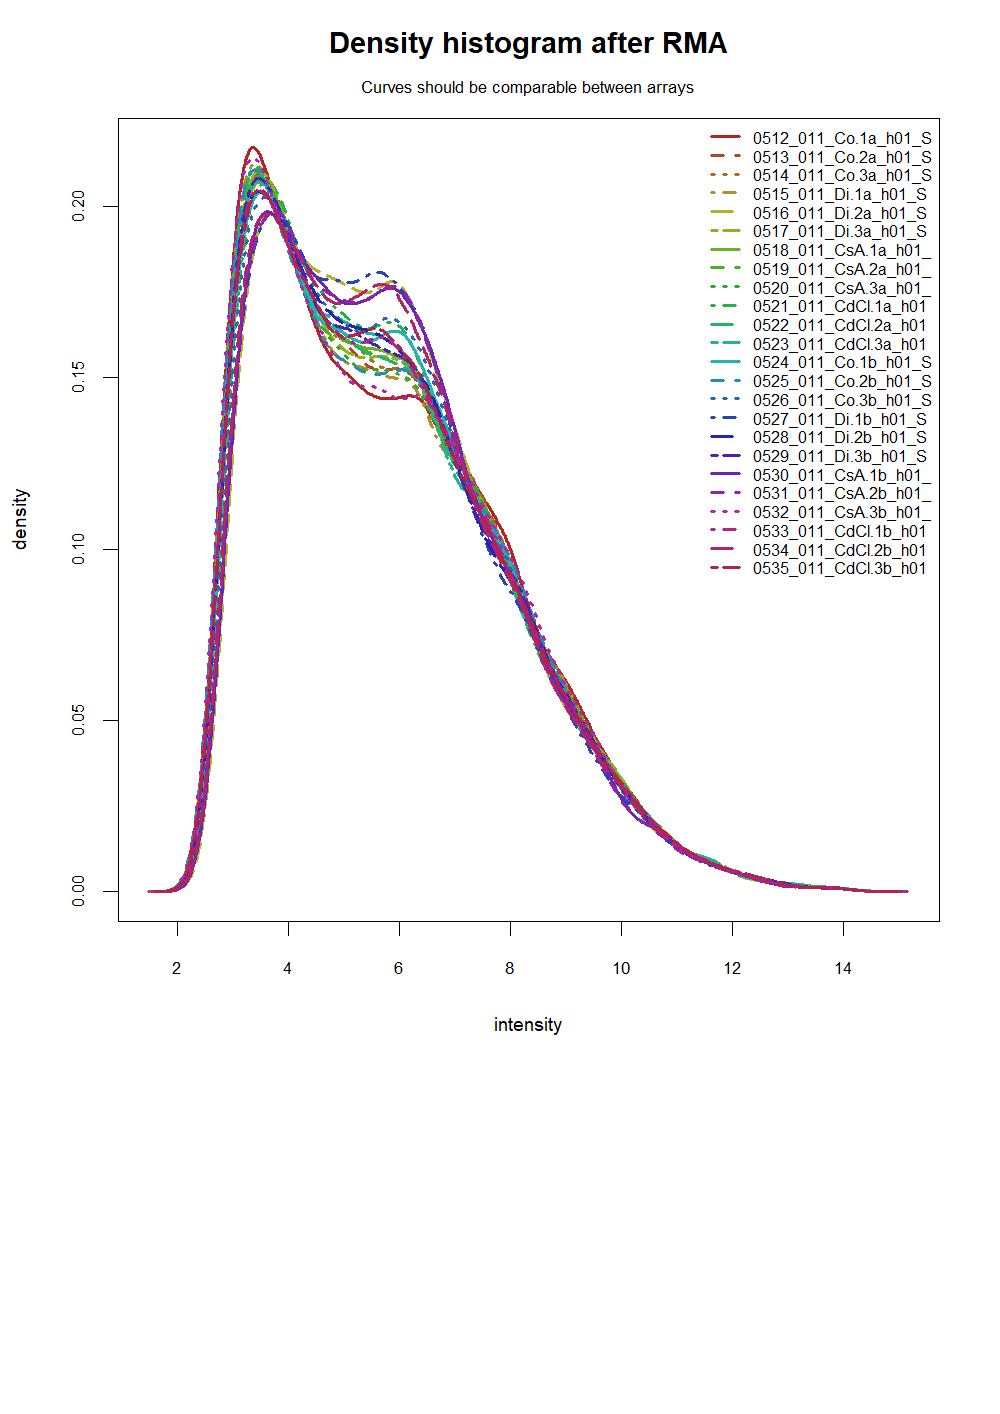 Density histogram after RMA
Curves should be comparable between arrays
0512_011_Co.1a_h01_S
0513_011_Co.2a_h01_S
0514_011_Co.3a_h01_S
0515_011_Di.1a_h01_S
0516_011_Di.2a_h01_S
0517_011_Di.3a_h01_S
0518_011_CsA.1a_h01_
0519_011_CsA.2a_h01_
0520_011_CsA.3a_h01_
0521_011_CdCl.1a_h01
0522_011_CdCl.2a_h01
0523_011_CdCl.3a_h01
0524_011_Co.1b_h01_S
0525_011_Co.2b_h01_S
0526_011_Co.3b_h01_S
0527_011_Di.1b_h01_S
0528_011_Di.2b_h01_S
0529_011_Di.3b_h01_S
0530_011_CsA.1b_h01_
0531_011_CsA.2b_h01_
0532_011_CsA.3b_h01_
0533_011_CdCl.1b_h01
0534_011_CdCl.2b_h01
0535_011_CdCl.3b_h01
density
0.20
0.15
0.10
0.05
0.00
2 4 6 8 10 12 14
intensity